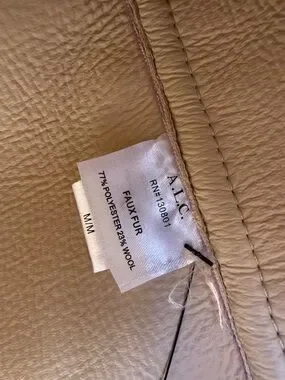 A.L.C.
RN#130801
FAUX FUR
77% POLYESTER 23% WOOL
M/M